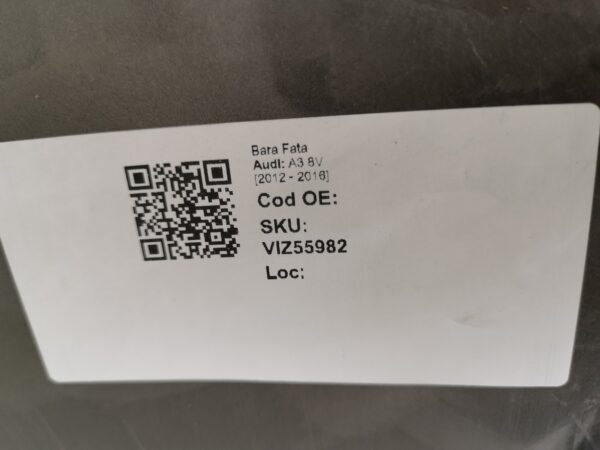 Bara Fata
Audi: A3 8V
[2012 - 2016]
Cod OE:
SKU:
VIZ55982
Loc: